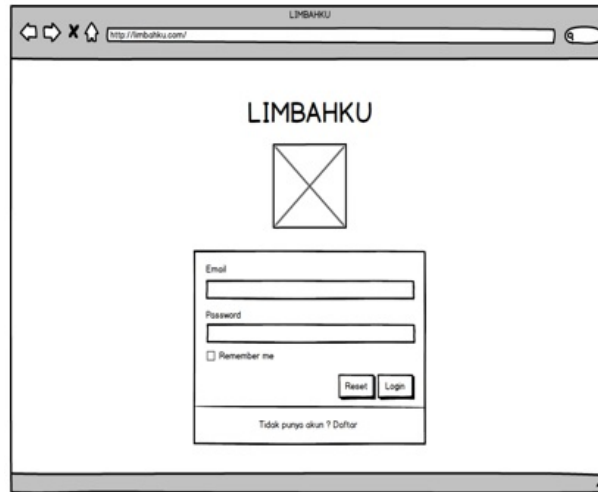 LIMBAHKU
http://limbahku.com/
LIMBAHKU
Email
Password
Remember me
Reset Login
Tidak punya akun ? Daftar